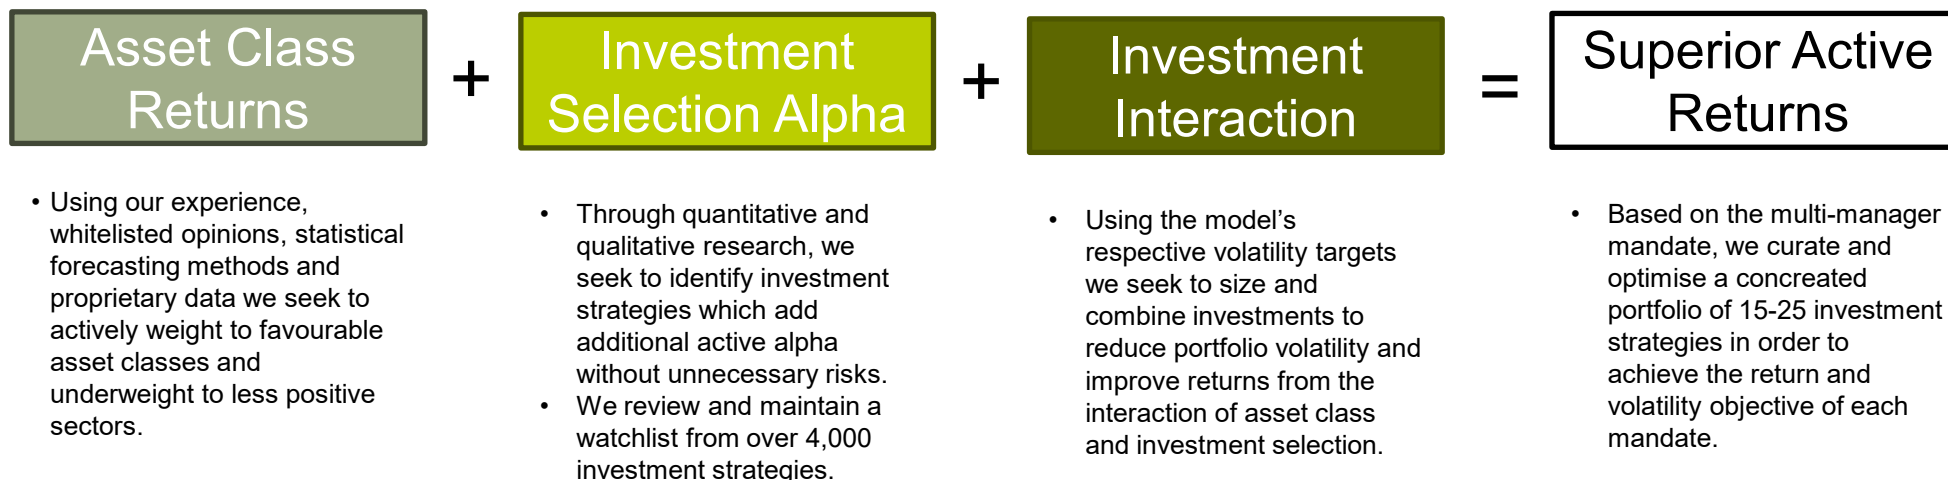 Asset Class
Returns
+
Investment
Selection Alpha
+
Investment
Interaction
=
Superior Active
Returns
• Using our experience,
whitelisted opinions, statistical
forecasting methods and
proprietary data we seek to
actively weight to favourable
asset classes and
underweight to less positive
sectors.
• Through quantitative and
qualitative research, we
seek to identify investment
strategies which add
additional active alpha
without unnecessary risks.
• We review and maintain a
watchlist from over 4,000
investment strategies.
• Using the model's
respective volatility targets
we seek to size and
combine investments to
reduce portfolio volatility and
improve returns from the
interaction of asset class
and investment selection.
• Based on the multi-manager
mandate, we curate and
optimise a concreated
portfolio of 15-25 investment
strategies in order to
achieve the return and
volatility objective of each
mandate.